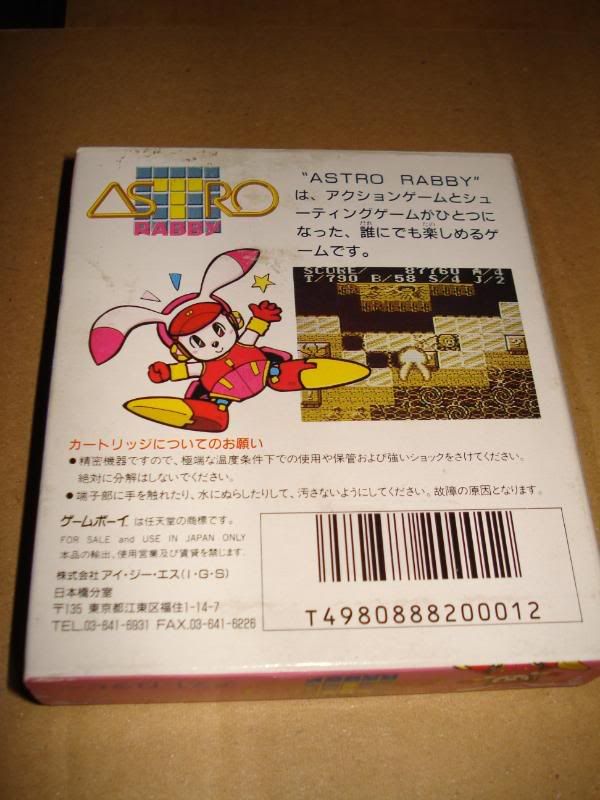 ASTRO
RABBY
"ASTRO RABBY"
は、アクションゲームとシュ
ーティングゲームがひとつに
なった、誰にでも楽しめるゲ
ームです。
SCORE/ 87760 A/4
T/790 B/58 S/4 J/2
カートリッジについてのお願い
●精密機器ですので、極端な温度条件下での使用や保管および強いショックをさけてください。
絶対に分解はしないでください。
●端子部に手を触れたり、水にぬらしたりして、汚さないようにしてください。故障の原因となります。
ゲームボーイ は任天堂の商標です。
FOR SALE and USE IN JAPAN ONLY
本品の輸出、使用営業及び賃貸を禁じます。
株式会社アイ・ジー・エス(I・G・S)
日本橋分室
〒135 東京都江東区福住1-14-7
TEL.03-641-6931 FAX.03-641-6226
T4980888200012